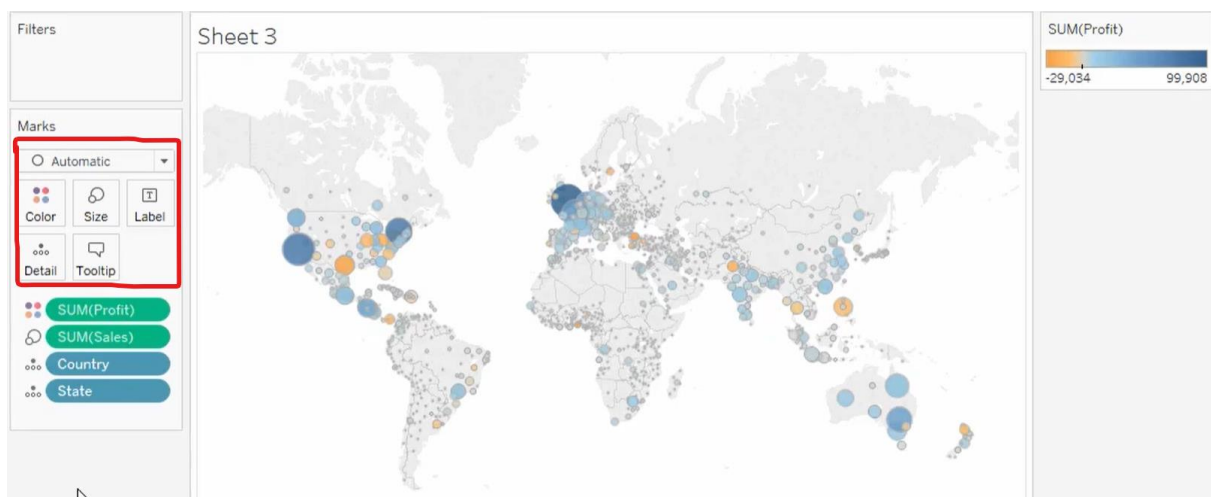 Filters
Marks
Automatic
Color Size Label
Detail Tooltip
SUM(Profit)
SUM(Sales)
Country
State
Sheet 3
SUM(Profit)
-29,034 99,908